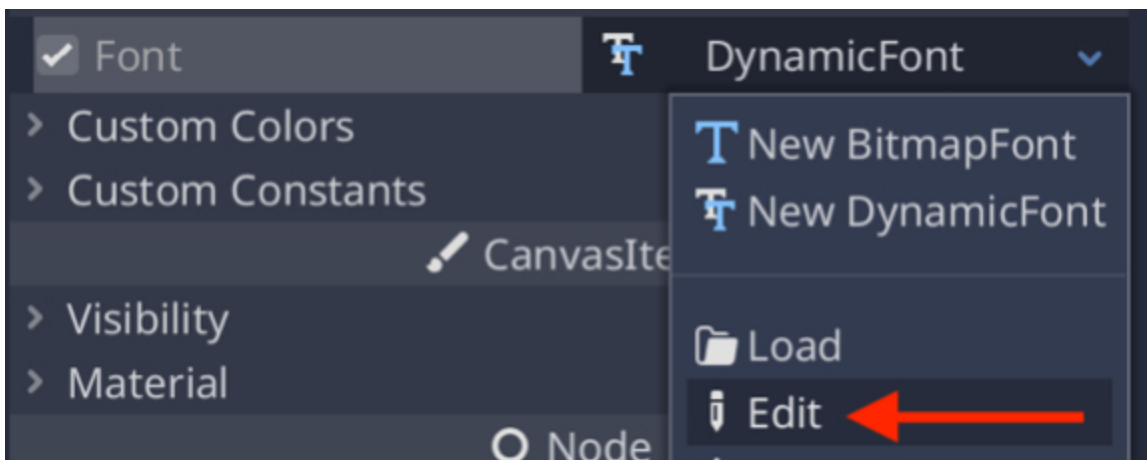 Font DynamicFont
Custom Colors
New BitmapFont
Custom Constants
New DynamicFont
CanvasIte
Visibility
Load
Material
Edit
Node